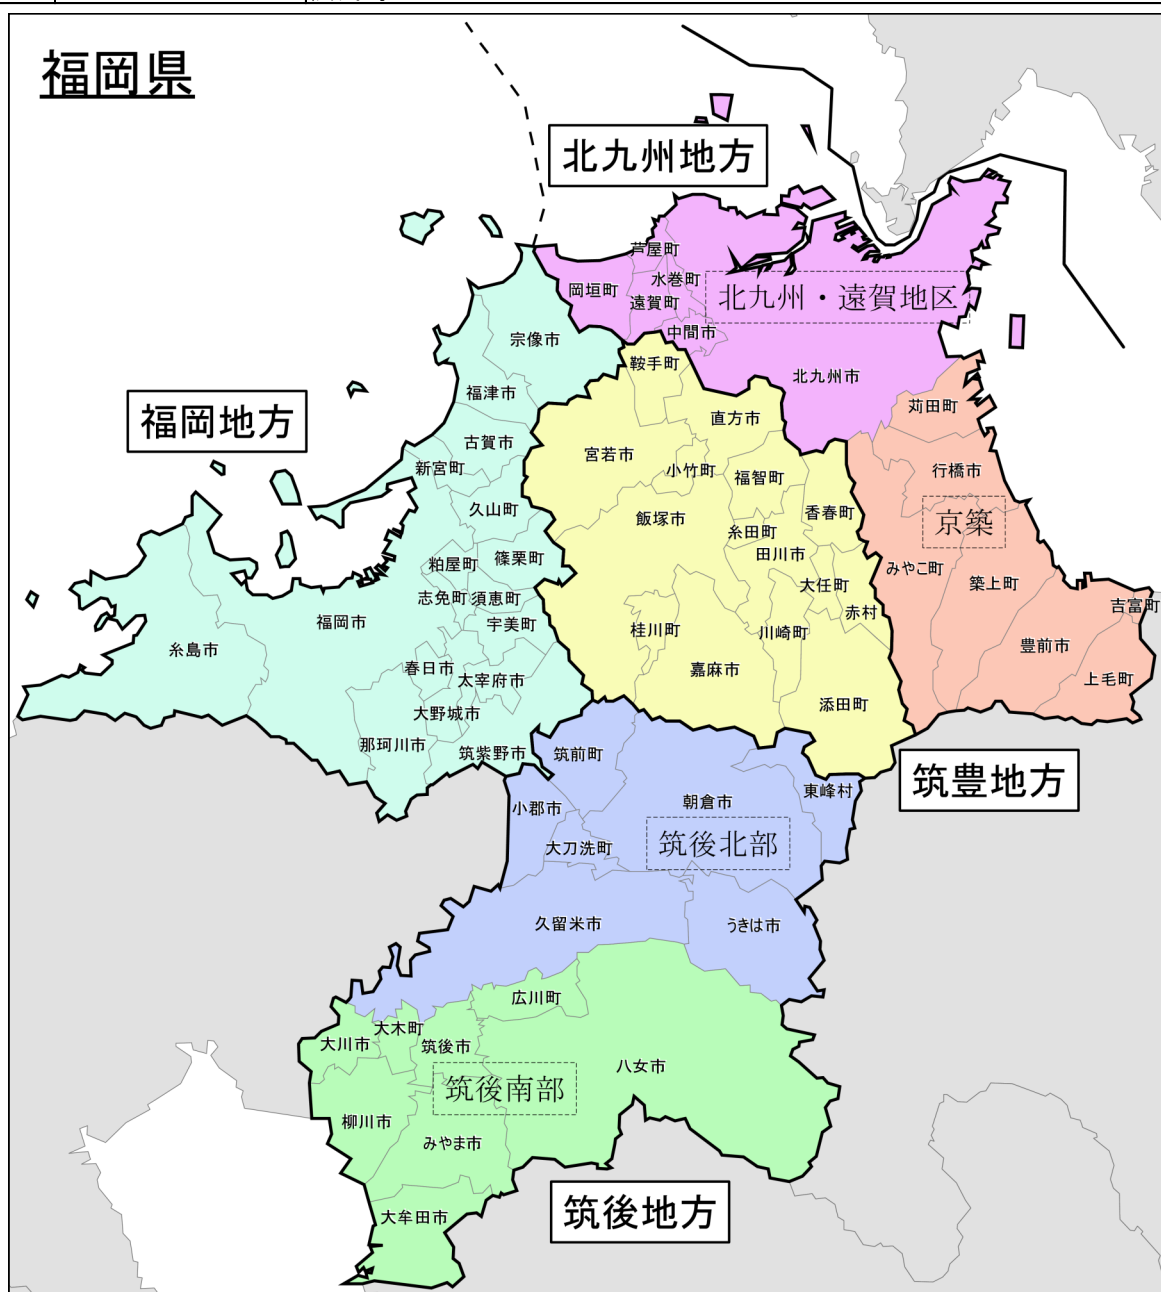 福岡県
北九州地方
芦屋町
水巻町
岡垣町
遠賀町
北九州・遠賀地区
中間市
宗像市
鞍手町
北九州市
福津市
苅田町
福岡地方
直方市
古賀市
宮若市
新宮町
小竹町
福智町
行橋市
久山町
飯塚市
香春町
京築
糸田町
田川市
篠栗町
粕屋町
みやこ町
築上町
大任町
志免町
須恵町
赤村
吉富町
福岡市
宇美町
桂川町
川崎町
糸島市
豊前市
春日市
太宰府市
嘉麻市
上毛町
大野城市
添田町
那珂川市
筑紫野市
筑前町
筑豊地方
東峰村
小郡市
朝倉市
大刀洗町
筑後北部
久留米市
うきは市
広川町
大木町
大川市
筑後市
八女市
筑後南部
柳川市
みやま市
大牟田市
筑後地方